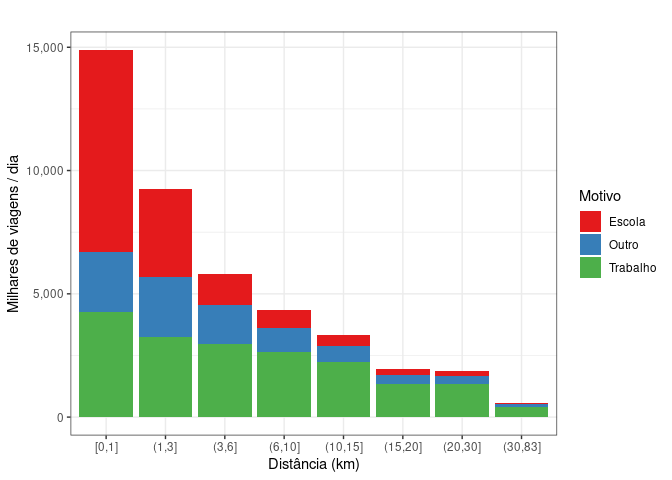 15,000
10,000
5,000
0
Milhares de viagens / dia
[0,1]
(1,3]
(3,6]
(6,10]
(10,15]
(15,20]
(20,30]
(30,83]
Distância (km)
Motivo
Escola
Outro
Trabalho